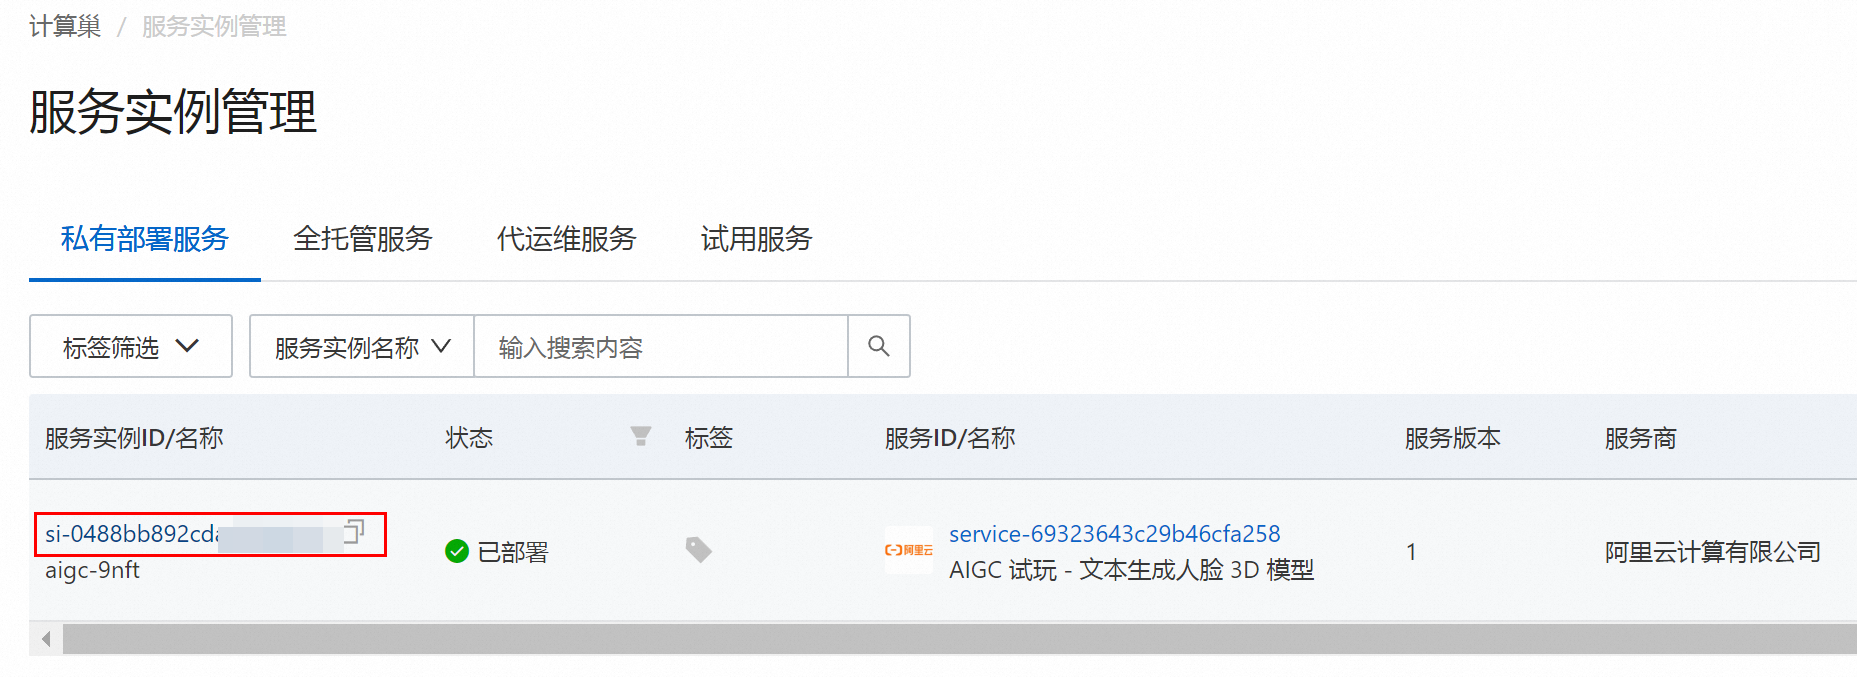 计算巢 / 服务实例管理
服务实例管理
私有部署服务 全托管服务 代运维服务 试用服务
标签筛选 服务实例名称 输入搜索内容
服务实例ID/名称 状态 标签 服务ID/名称 服务版本 服务商
si-0488bb892cda
aigc-9nft
已部署
阿里云
service-69323643c29b46cfa258
AIGC 试玩 - 文本生成人脸 3D 模型
1
阿里云计算有限公司